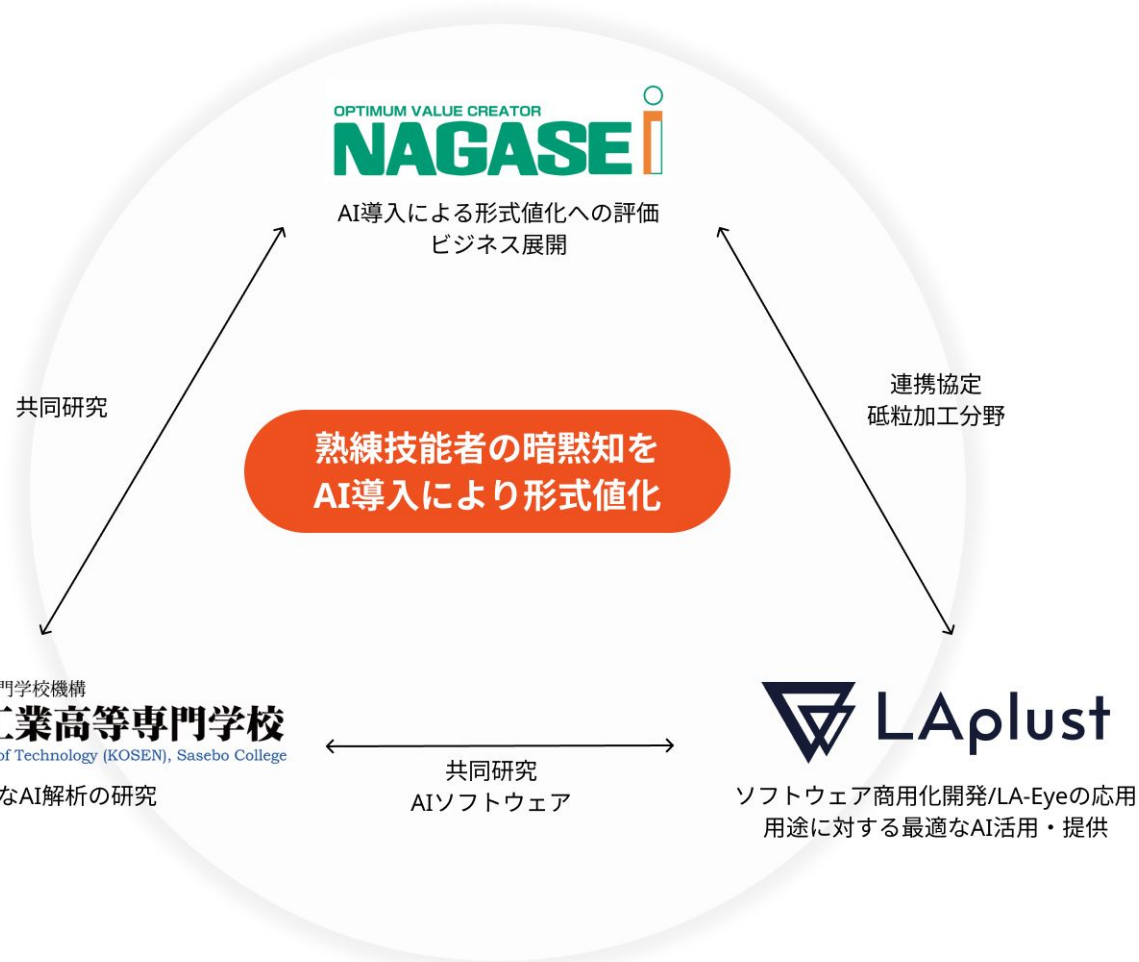 OPTIMUM VALUE CREATOR
NAGASE i
AI導入による形式値化への評価
ビジネス展開
共同研究
連携協定
砥粒加工分野
熟練技能者の暗黙知を
AI導入により形式値化
門学校機構
工業高等専門学校
of Technology (KOSEN), Sasebo College
なAI解析の研究
共同研究
AIソフトウェア
LAplust
ソフトウェア商用化開発/LA-Eyeの応用
用途に対する最適なAI活用・提供